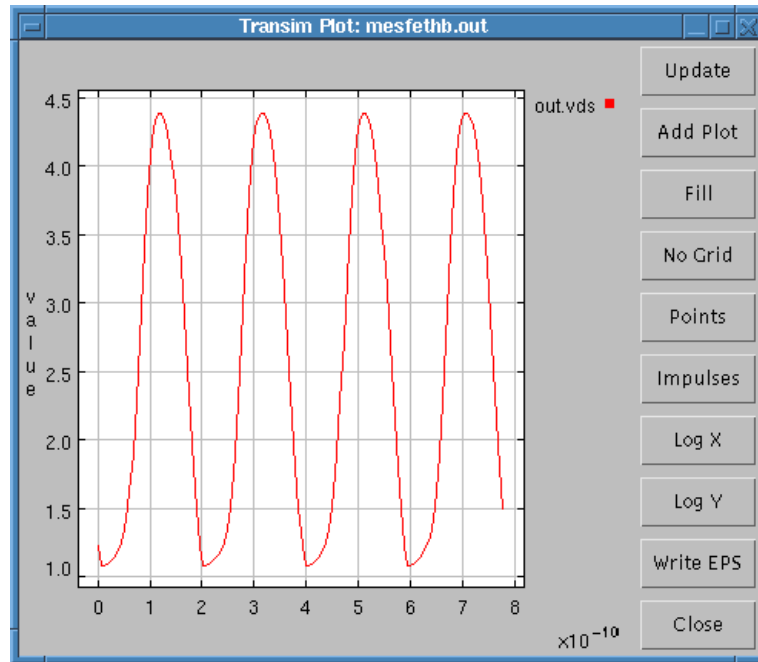 Transim Plot: mesfethb.out
out.vds
4.5
4.0
3.5
3.0
2.5
2.0
1.5
1.0
value
0 1 2 3 4 5 6 7 8
x10⁻¹⁰
Update
Add Plot
Fill
No Grid
Points
Impulses
Log X
Log Y
Write EPS
Close